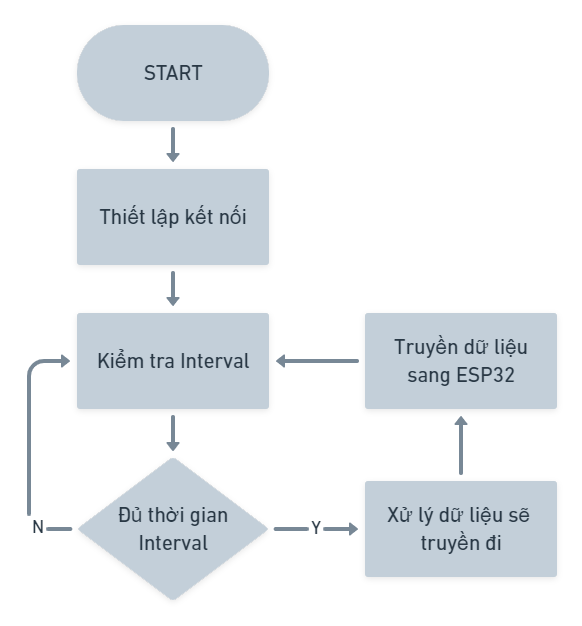 START
Thiết lập kết nối
Kiểm tra Interval
Truyền dữ liệu
sang ESP32
Đủ thời gian
Interval
N
Y
Xử lý dữ liệu sẽ
truyền đi